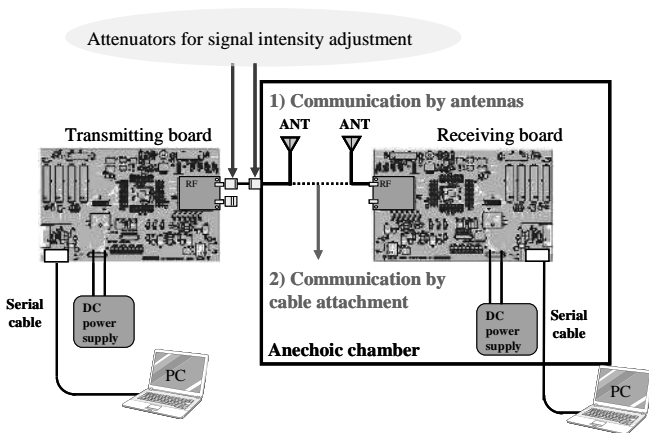 Attenuators for signal intensity adjustment
1) Communication by antennas
ANT
ANT
Transmitting board
Receiving board
RF
RF
2) Communication by
cable attachment
Serial
cable
DC
power
supply
DC
power
supply
Serial
cable
Anechoic chamber
PC
PC